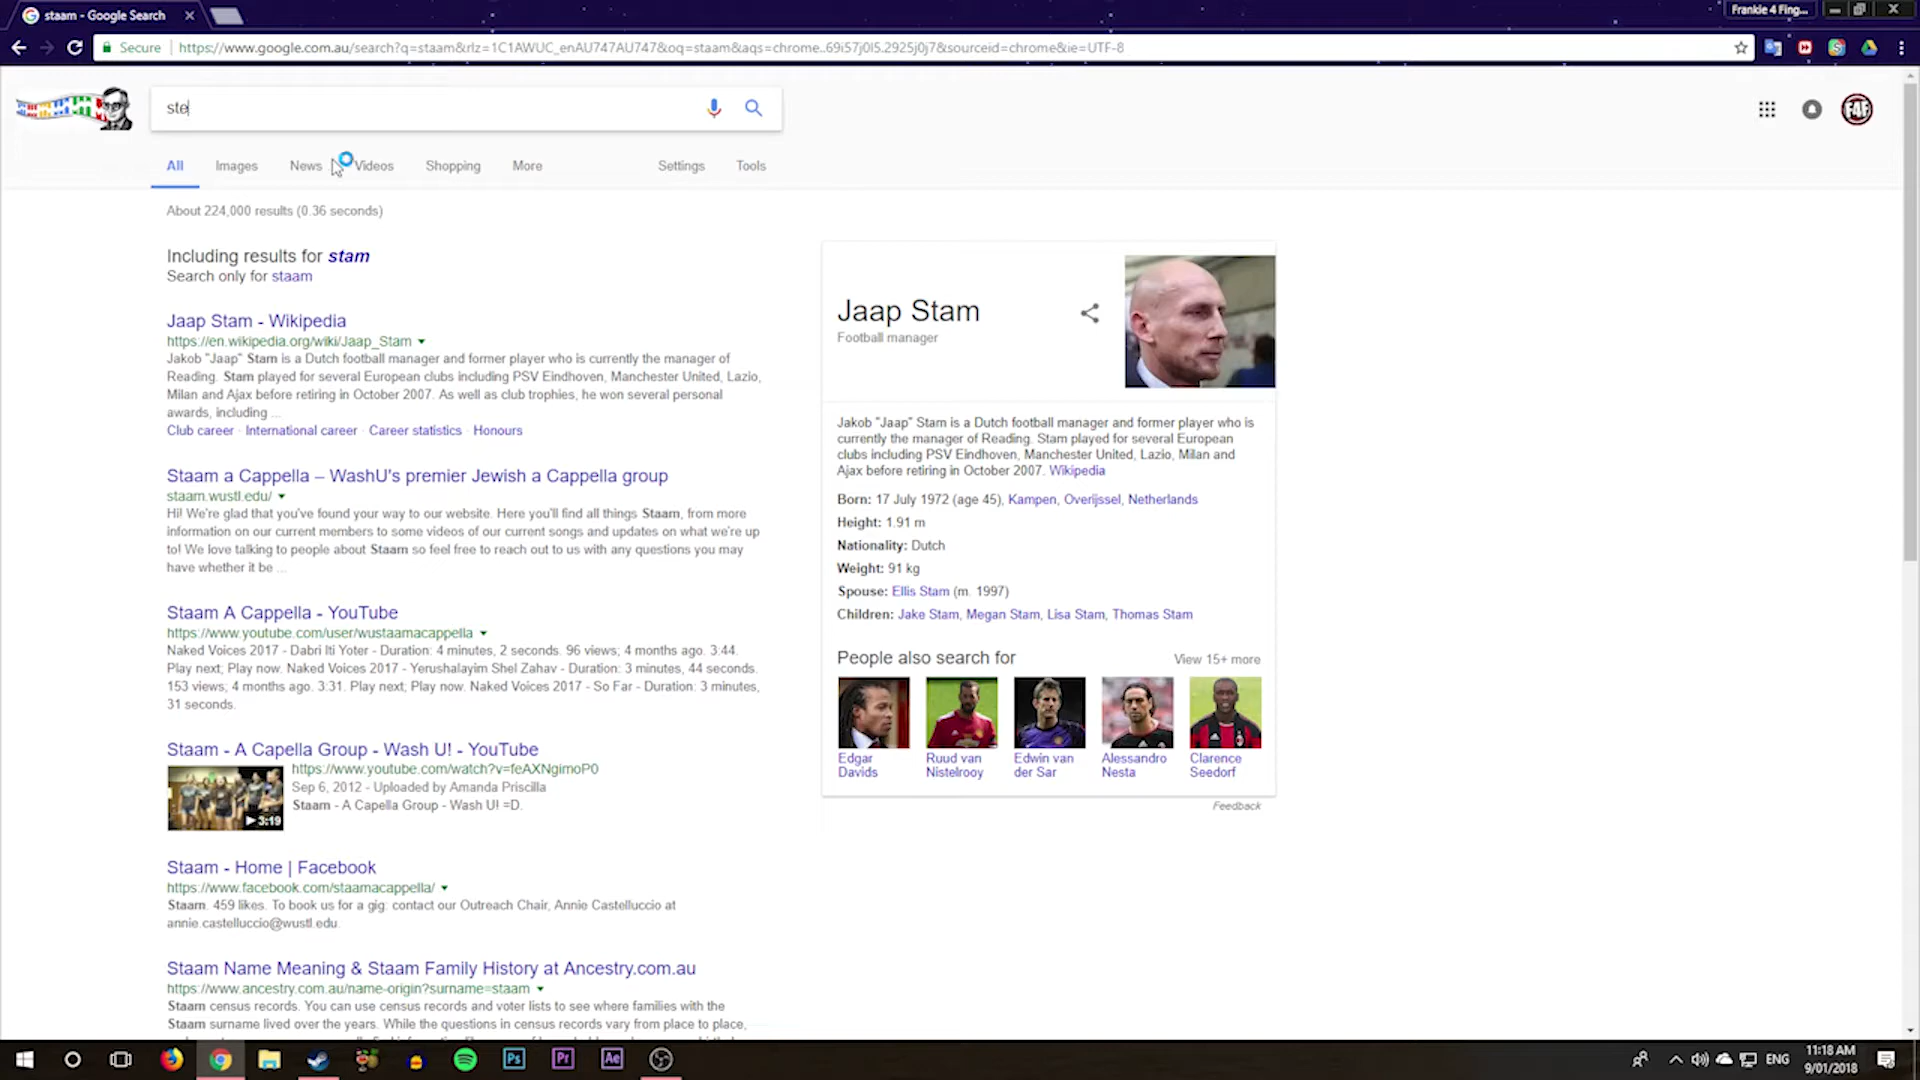 staam - Google Search
Frankie 4 Fing...
Secure
https://www.google.com.au/search?q=staam&rlz=1C1AWUC_enAU747AU747&oq=staam&aqs=chrome..69i57j0l5.2925j0j7&sourceid=chrome&ie=UTF-8
ste
F4F
All Images News Videos Shopping More Settings Tools
About 224,000 results (0.36 seconds)
Including results for stam
Search only for staam
Jaap Stam - Wikipedia
https://en.wikipedia.org/wiki/Jaap_Stam
Jakob "Jaap" Stam is a Dutch football manager and former player who is currently the manager of
Reading. Stam played for several European clubs including PSV Eindhoven, Manchester United, Lazio,
Milan and Ajax before retiring in October 2007. As well as club trophies, he won several personal
awards, including ...
Club career · International career · Career statistics · Honours
Staam a Cappella – WashU's premier Jewish a Cappella group
staam.wustl.edu/
Hi! We're glad that you've found your way to our website. Here you'll find all things Staam, from more
information on our current members to some videos of our current songs and updates on what we're up
to! We love talking to people about Staam so feel free to reach out to us with any questions you may
have whether it be ...
Staam A Cappella - YouTube
https://www.youtube.com/user/wustaamacappella
Naked Voices 2017 - Dabri Iti Yoter - Duration: 4 minutes, 2 seconds. 96 views; 4 months ago. 3:44.
Play next; Play now. Naked Voices 2017 - Yerushalayim Shel Zahav - Duration: 3 minutes, 44 seconds.
153 views; 4 months ago. 3:31. Play next; Play now. Naked Voices 2017 - So Far - Duration: 3 minutes,
31 seconds.
Staam - A Capella Group - Wash U! - YouTube
https://www.youtube.com/watch?v=feAXNgimoP0
Sep 6, 2012 - Uploaded by Amanda Priscilla
Staam - A Capella Group - Wash U! =D.
3:19
Staam - Home | Facebook
https://www.facebook.com/staamacappella/
Staam. 459 likes. To book us for a gig: contact our Outreach Chair, Annie Castelluccio at
annie.castelluccio@wustl.edu.
Staam Name Meaning & Staam Family History at Ancestry.com.au
https://www.ancestry.com.au/name-origin?surname=staam
Staam census records. You can use census records and voter lists to see where families with the
Staam surname lived over the years. While the questions in census records vary from place to place,
Jaap Stam
Football manager
Jakob "Jaap" Stam is a Dutch football manager and former player who is
currently the manager of Reading. Stam played for several European
clubs including PSV Eindhoven, Manchester United, Lazio, Milan and
Ajax before retiring in October 2007. Wikipedia
Born: 17 July 1972 (age 45), Kampen, Overijssel, Netherlands
Height: 1.91 m
Nationality: Dutch
Weight: 91 kg
Spouse: Ellis Stam (m. 1997)
Children: Jake Stam, Megan Stam, Lisa Stam, Thomas Stam
People also search for
View 15+ more
Edgar Davids
Ruud van Nistelrooy
Edwin van der Sar
Alessandro Nesta
Clarence Seedorf
Feedback
Ps Pr Ae
ENG
11:18 AM
9/01/2018